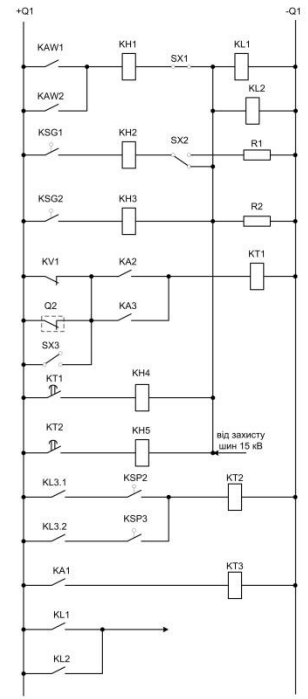 +Q1 -Q1
KAW1 KH1 SX1 KL1
KAW2 KL2
KSG1 KH2 SX2 R1
KSG2 KH3 R2
KV1 KA2 KT1
Q2 KA3
SX3
KT1 KH4
KT2 KH5
від захисту
шин 15 кВ
KL3.1 KSP2 KT2
KL3.2 KSP3
KA1 KT3
KL1
KL2